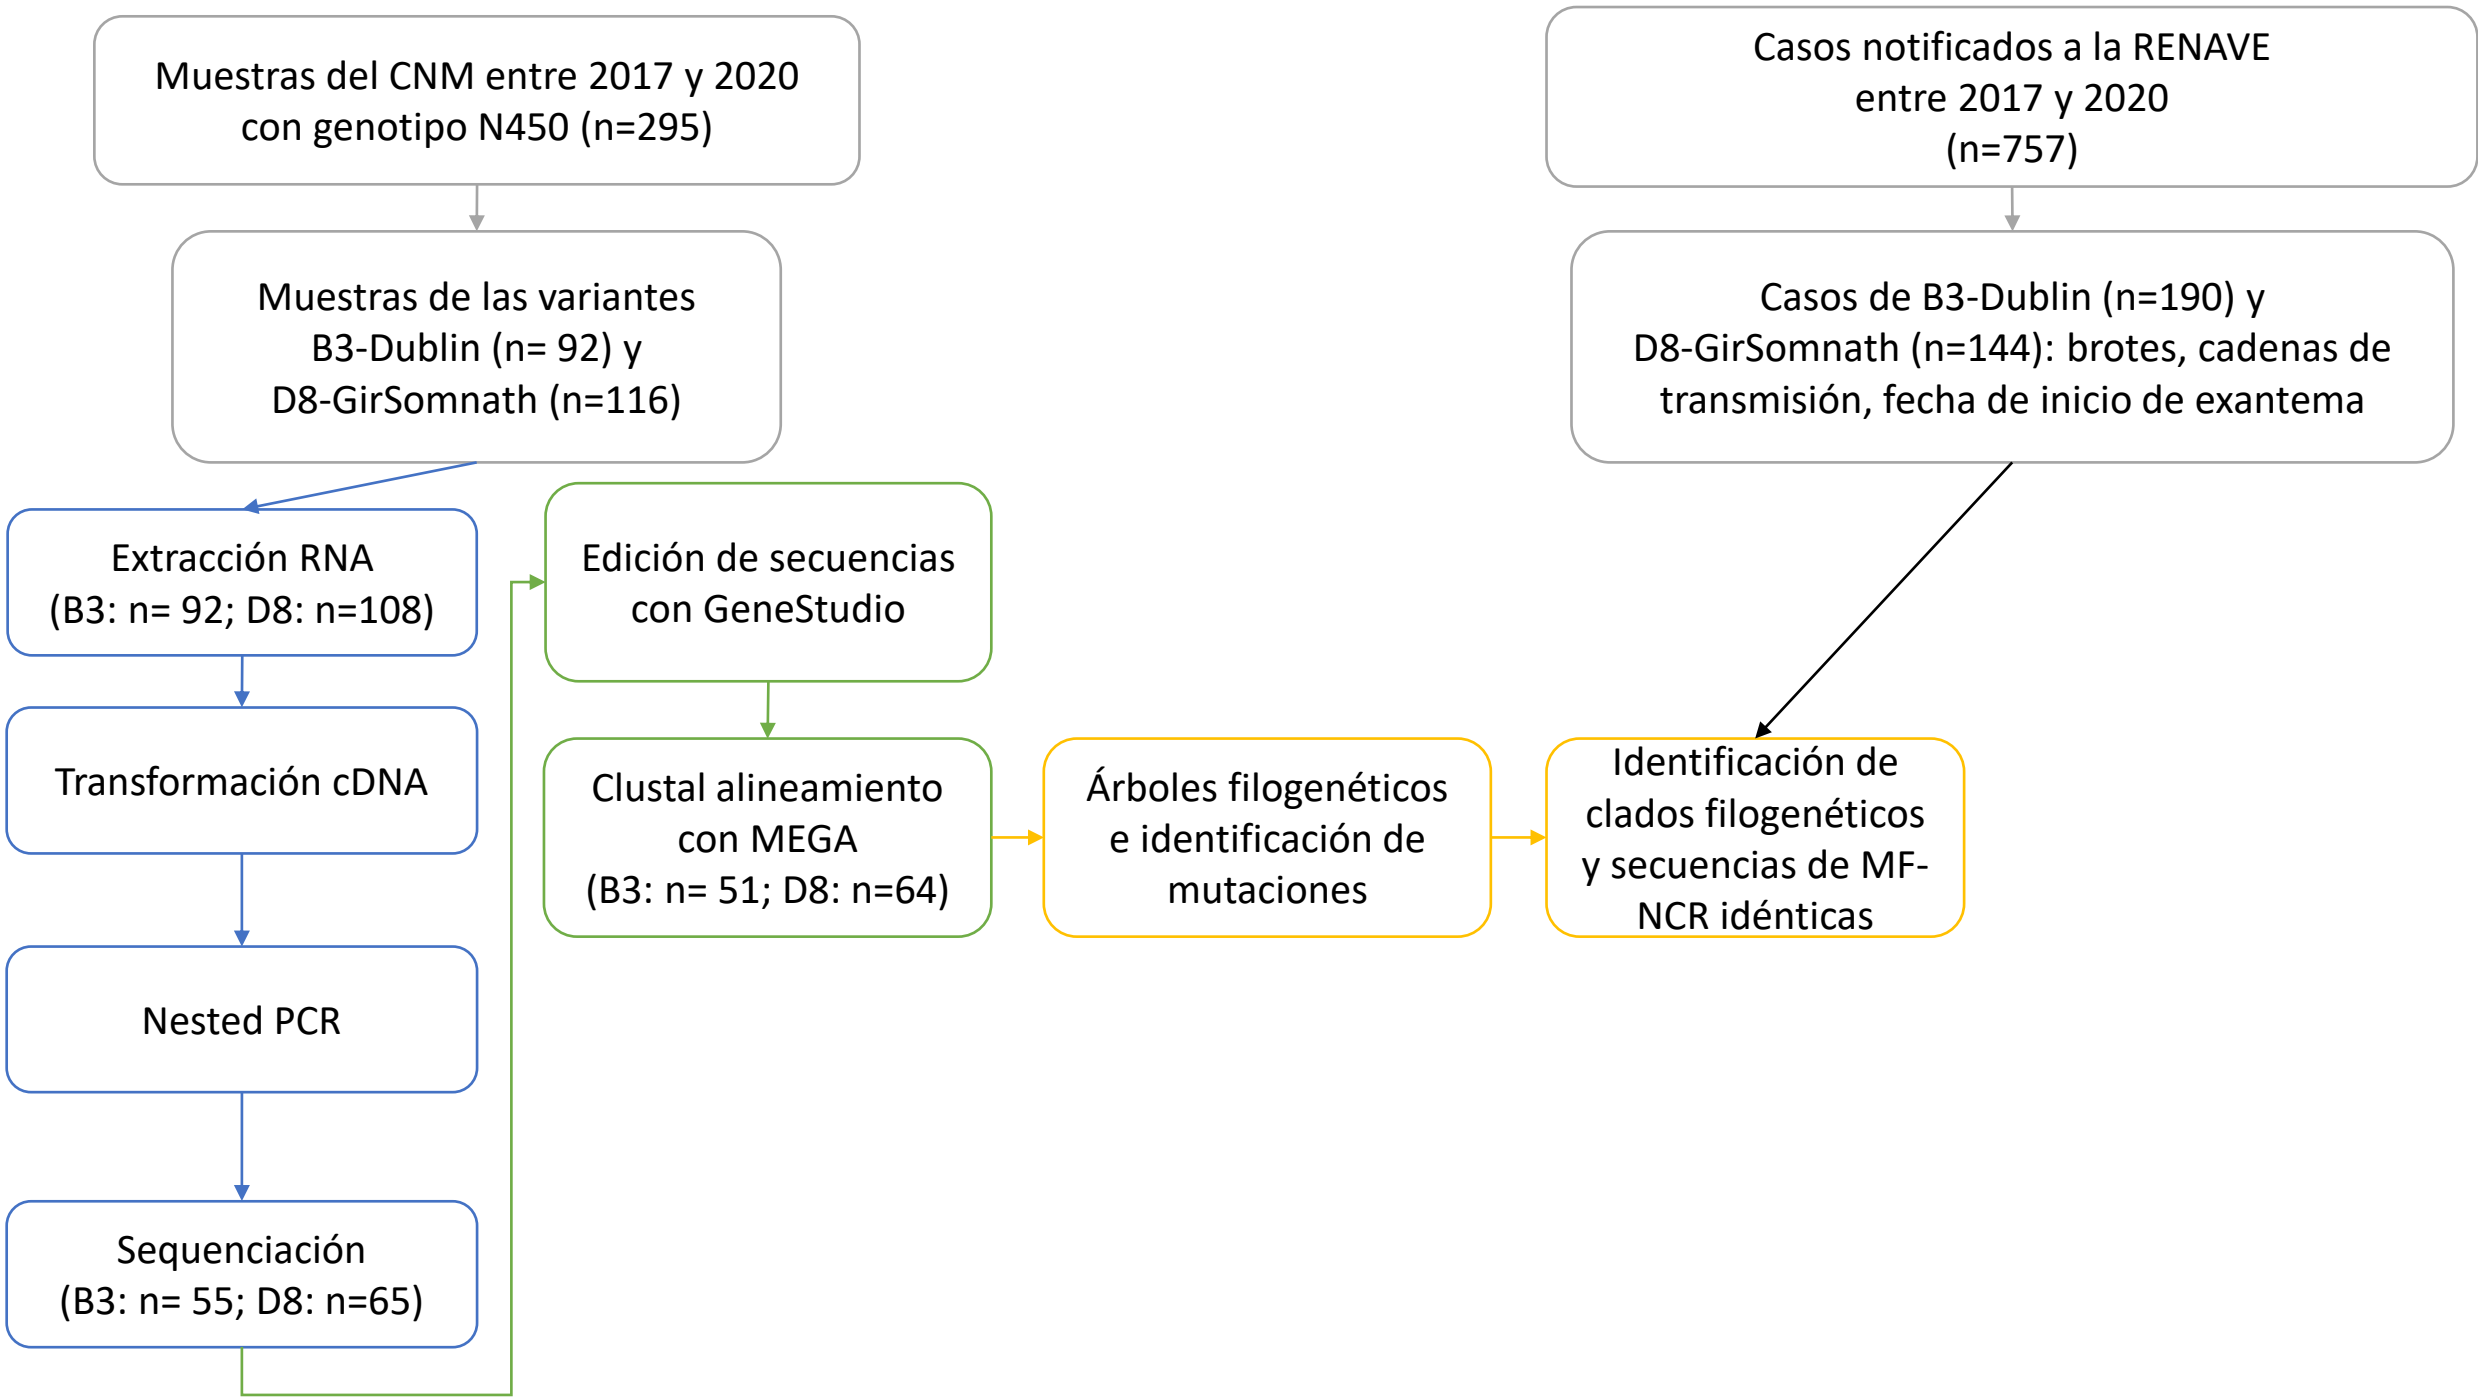 Muestras del CNM entre 2017 y 2020
con genotipo N450 (n=295)
Casos notificados a la RENAVE
entre 2017 y 2020
(n=757)
Muestras de las variantes
B3-Dublin (n= 92) y
D8-GirSomnath (n=116)
Casos de B3-Dublin (n=190) y
D8-GirSomnath (n=144): brotes, cadenas de
transmisión, fecha de inicio de exantema
Extracción RNA
(B3: n= 92; D8: n=108)
Transformación cDNA
Nested PCR
Sequenciación
(B3: n= 55; D8: n=65)
Edición de secuencias
con GeneStudio
Clustal alineamiento
con MEGA
(B3: n= 51; D8: n=64)
Árboles filogenéticos
e identificación de
mutaciones
Identificación de
clados filogenéticos
y secuencias de MF-
NCR idénticas